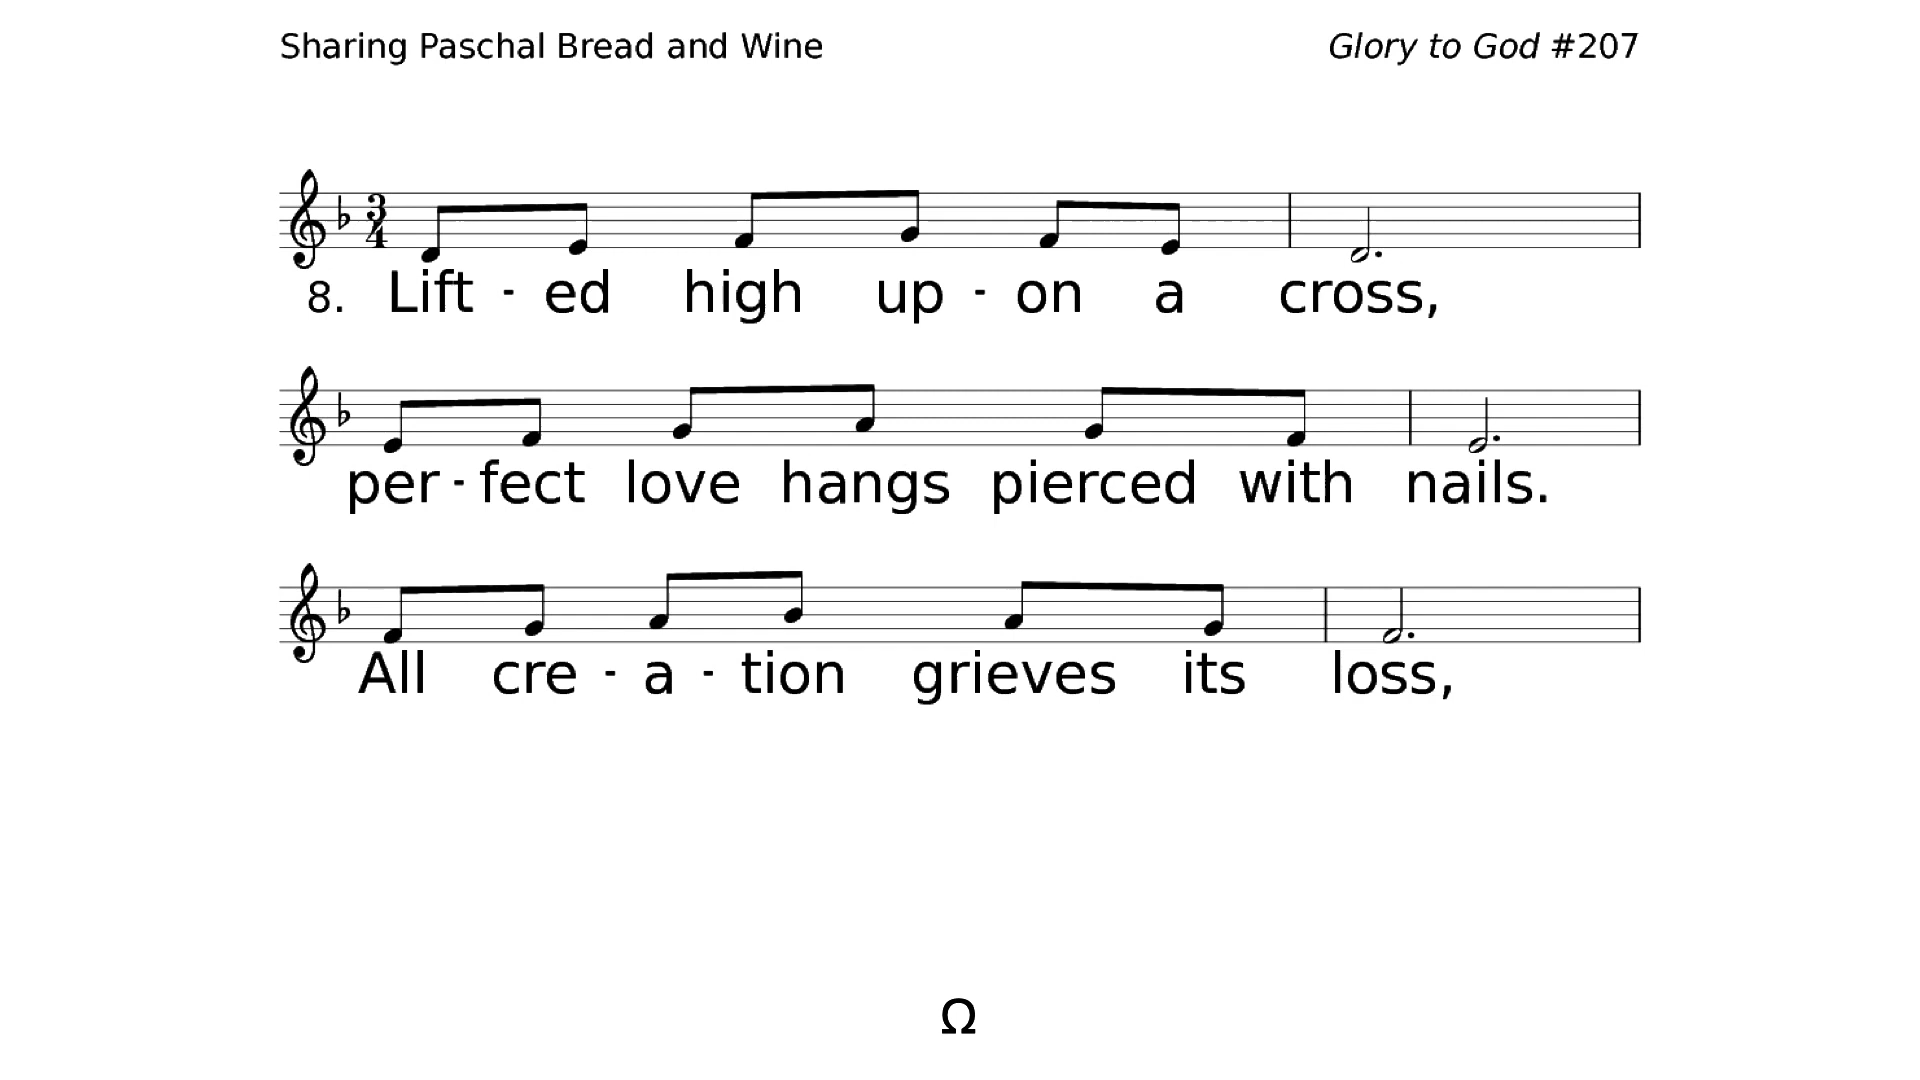 Sharing Paschal Bread and Wine Glory to God #207
8. Lift - ed high up - on a cross,
per - fect love hangs pierced with nails.
All cre - a - tion grieves its loss,
Ω